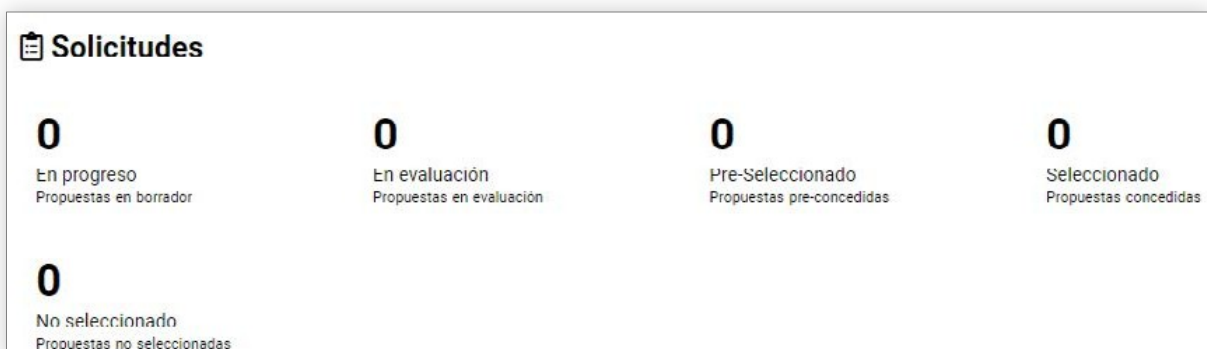 Solicitudes
0
En progreso
Propuestas en borrador
0
En evaluación
Propuestas en evaluación
0
Pre-Seleccionado
Propuestas pre-concedidas
0
Seleccionado
Propuestas concedidas
0
No seleccionado
Propuestas no seleccionadas